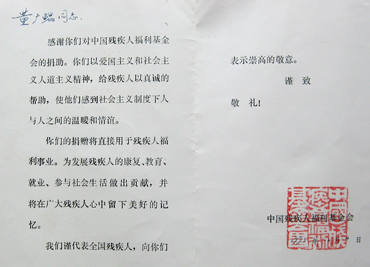 同志
感谢你们对中国残疾人福利基金
会的捐助。你们以爱国主义和社会主
义人道主义精神，给残疾人以真诚的
帮助，使他们感到社会主义制度下人
与人之间的温暖和情谊。
你们的捐赠将直接用于残疾人福
利事业。为发展残疾人的康复、教育、
就业、参与社会生活做出贡献，并
将在广大残疾人心中留下美好的记
忆。
我们谨代表全国残疾人，向你们
表示崇高的敬意。
谨 致
敬 礼！
中国残疾人福利基金会
日